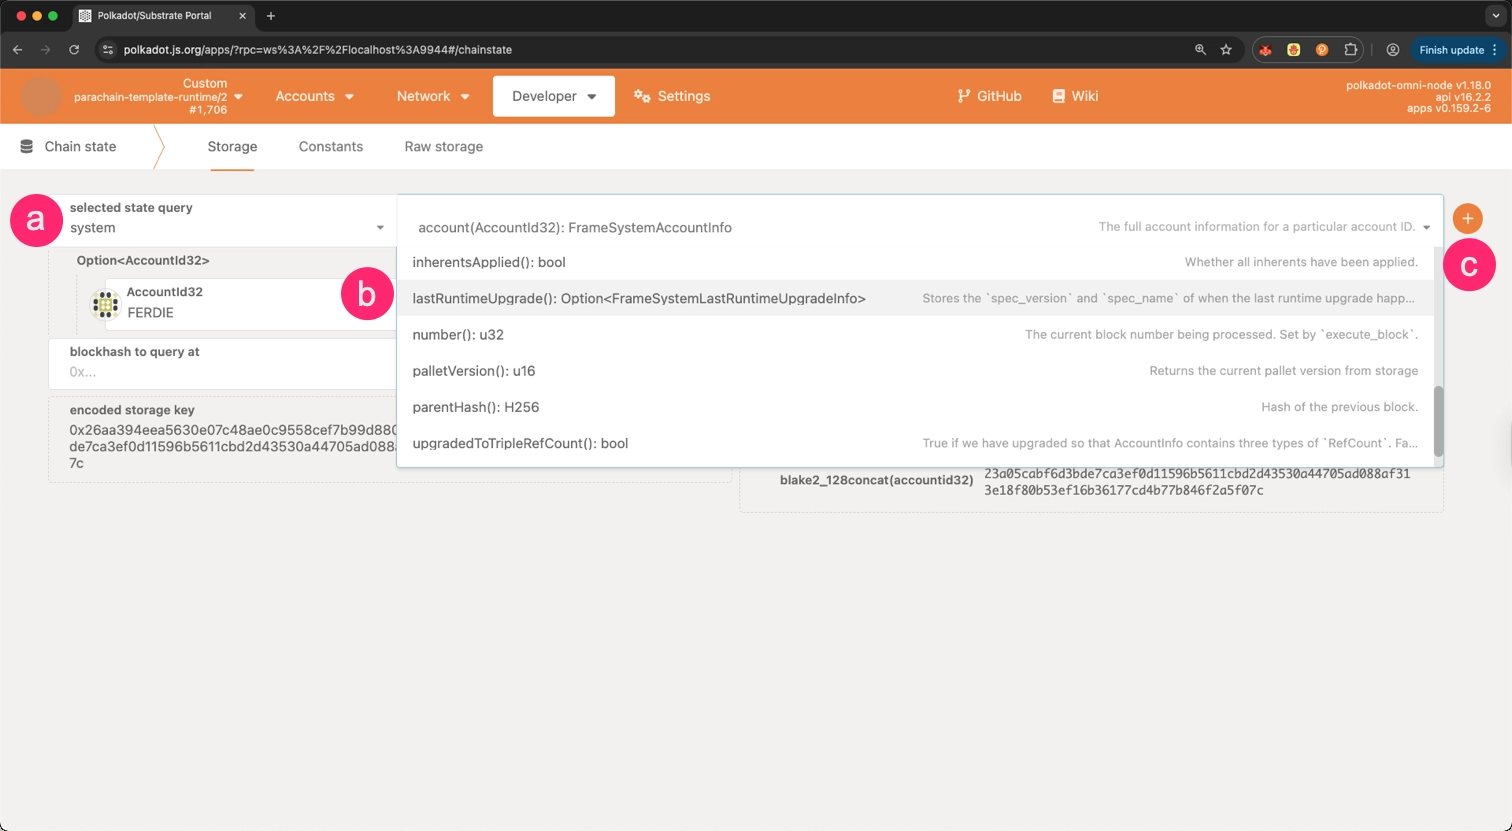 Polkadot/Substrate Portal
polkadot.js.org/apps/?rpc=ws%3A%2F%2Flocalhost%3A9944#/chainstate
Finish update
Custom
parachain-template-runtime/2
#1,706
Accounts
Network
Developer
Settings
GitHub
Wiki
polkadot-omni-node v1.18.0
api v16.2.2
apps v0.159.2-6
Chain state
Storage
Constants
Raw storage
a
selected state query
system
account(AccountId32): FrameSystemAccountInfo
The full account information for a particular account ID.
+
Option<AccountId32>
AccountId32
FERDIE
b
c
inherentsApplied(): bool
Whether all inherents have been applied.
lastRuntimeUpgrade(): Option<FrameSystemLastRuntimeUpgradeInfo>
Stores the `spec_version` and `spec_name` of when the last runtime upgrade happ...
number(): u32
The current block number being processed. Set by `execute_block`.
palletVersion(): u16
Returns the current pallet version from storage
parentHash(): H256
Hash of the previous block.
upgradedToTripleRefCount(): bool
True if we have upgraded so that AccountInfo contains three types of `RefCount`. Fa...
blockhash to query at
0x...
encoded storage key
0x26aa394eea5630e07c48ae0c9558cef7b99d880
de7ca3ef0d11596b5611cbd2d43530a44705ad088a
7c
blake2_128concat(accountid32)
23a05cabf6d3bde7ca3ef0d11596b5611cbd2d43530a44705ad088af31
3e18f80b53ef16b36177cd4b77b846f2a5f07c